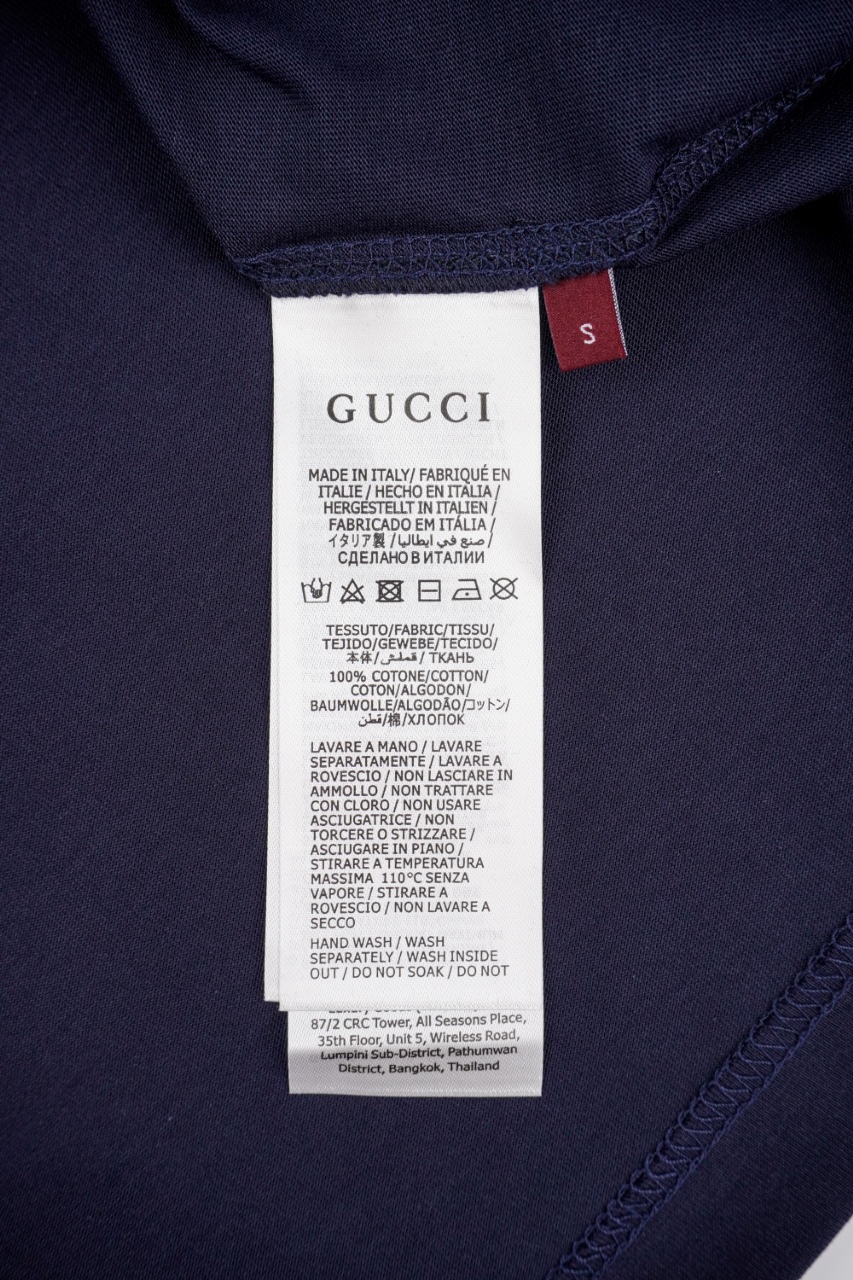 S
GUCCI
MADE IN ITALY/ FABRIQUÉ EN
ITALIE / HECHO EN ITALIA /
HERGESTELLT IN ITALIEN /
FABRICADO EM ITÁLIA /
イタリア製 / صنع في ايطاليا /
СДЕЛАНО В ИТАЛИИ
TESSUTO/FABRIC/TISSU/
TEJIDO/GEWEBE/TECIDO/
本体/قملش/ ТКАНЬ
100% COTONE/COTTON/
COTON/ALGODON/
BAUMWOLLE/ALGODÃO/コットン/
قطن/棉/ХЛОПОК
LAVARE A MANO / LAVARE
SEPARATAMENTE / LAVARE A
ROVESCIO / NON LASCIARE IN
AMMOLLO / NON TRATTARE
CON CLORO / NON USARE
ASCIUGATRICE / NON
TORCERE O STRIZZARE /
ASCIUGARE IN PIANO /
STIRARE A TEMPERATURA
MASSIMA 110°C SENZA
VAPORE / STIRARE A
ROVESCIO / NON LAVARE A
SECCO
HAND WASH / WASH
SEPARATELY / WASH INSIDE
OUT / DO NOT SOAK / DO NOT
87/2 CRC Tower, All Seasons Place,
35th Floor, Unit 5, Wireless Road,
Lumpini Sub-District, Pathumwan
District, Bangkok, Thailand